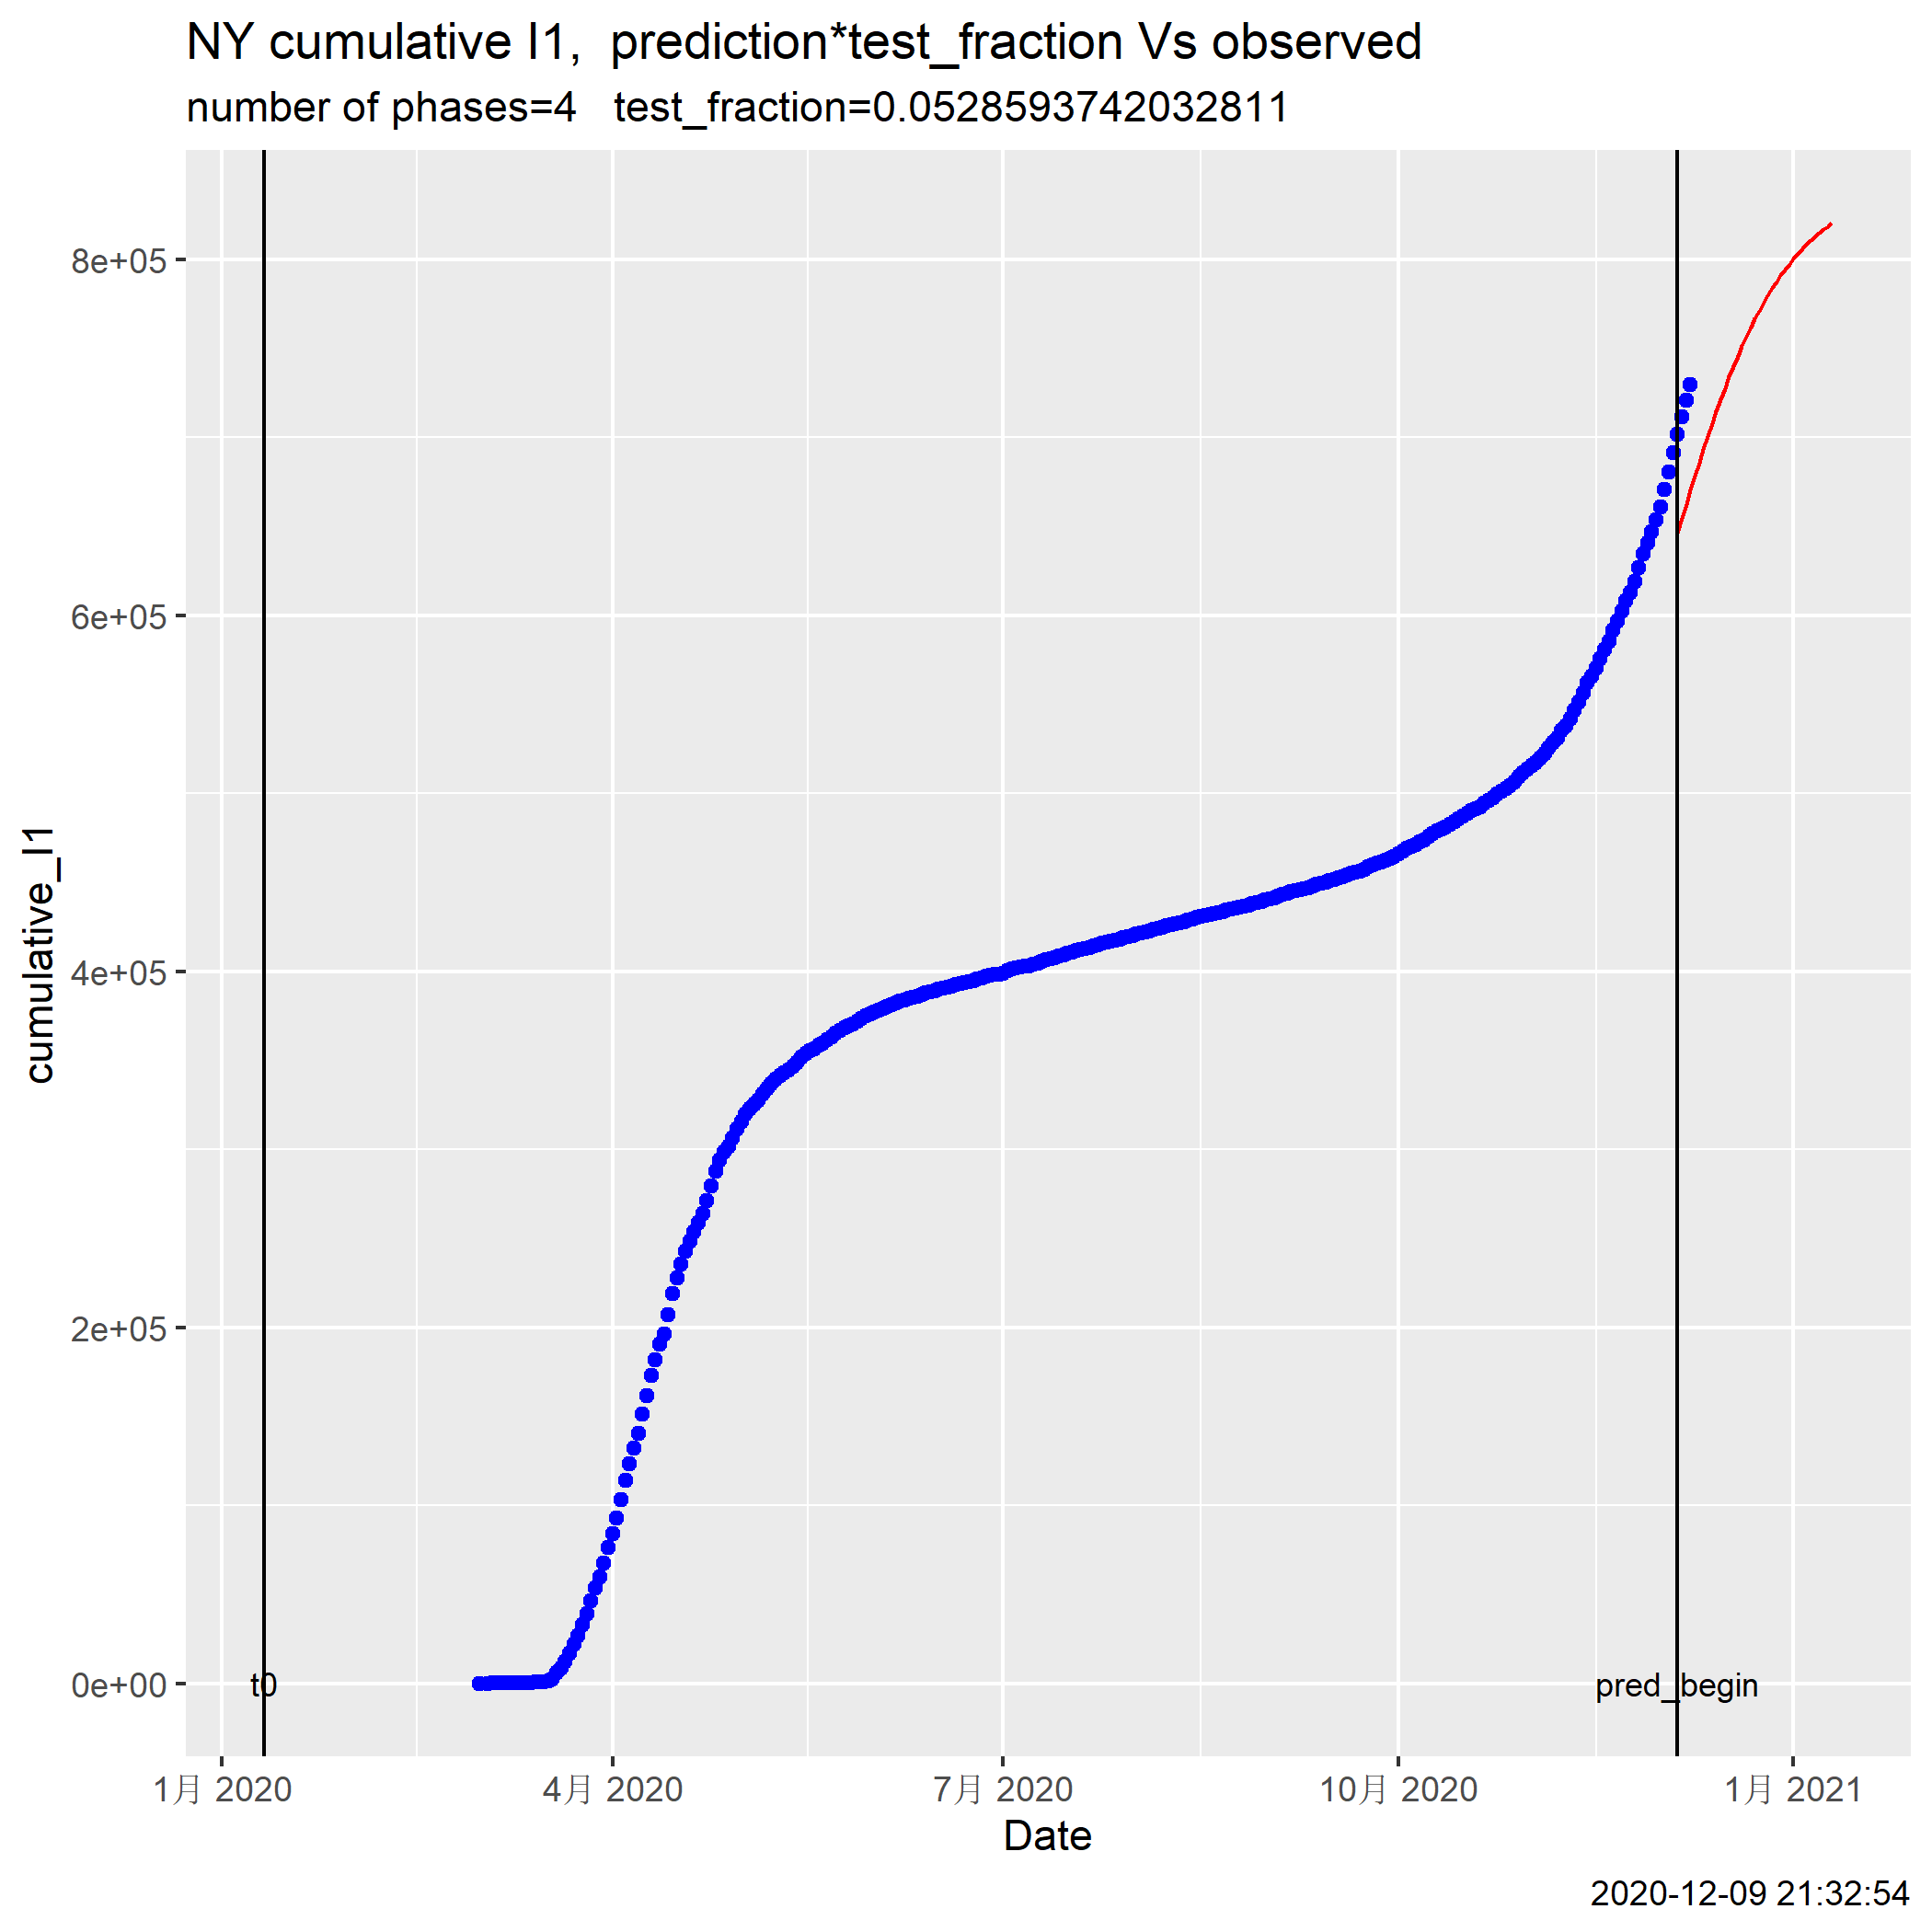 NY cumulative I1,  prediction*test_fraction Vs observed
number of phases=4   test_fraction=0.0528593742032811
cumulative_I1
8e+05
6e+05
4e+05
2e+05
0e+00
t0
pred_begin
1月 2020
4月 2020
7月 2020
10月 2020
1月 2021
Date
2020-12-09 21:32:54